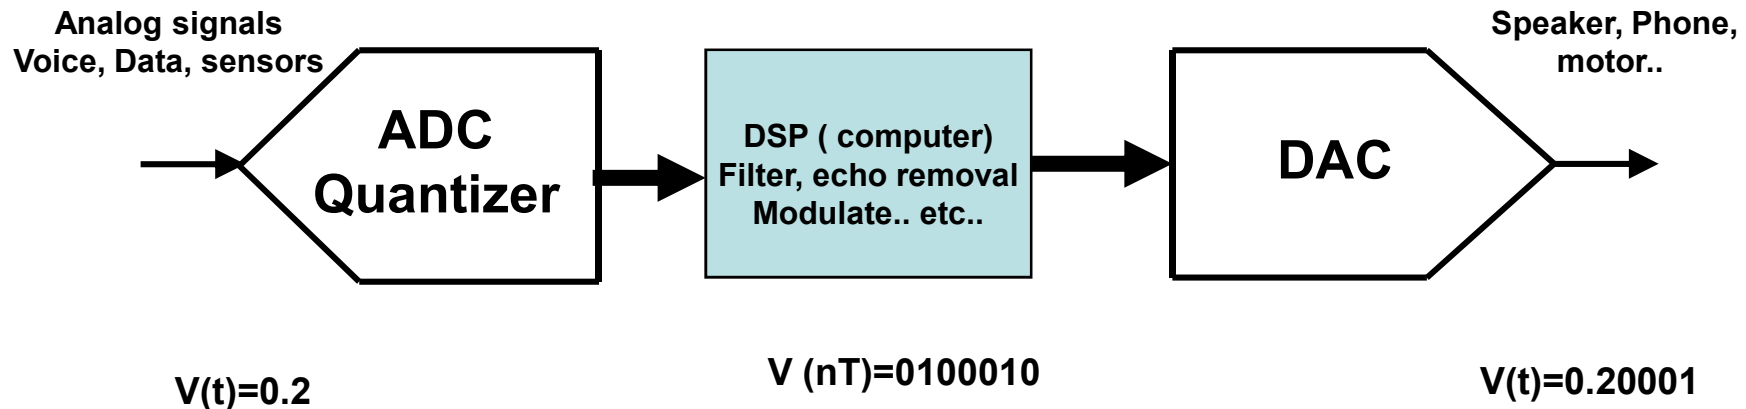 Analog signals
Voice, Data, sensors
ADC
Quantizer
DSP ( computer)
Filter, echo removal
Modulate.. etc..
DAC
Speaker, Phone,
motor..
V(t)=0.2
V (nT)=0100010
V(t)=0.20001